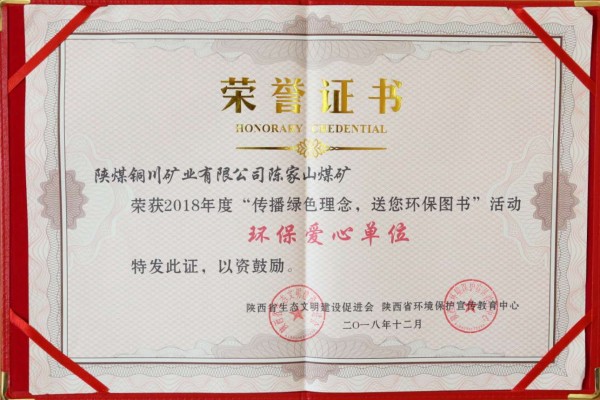 荣誉证书
HONORARY CREDENTIAL
陕煤铜川矿业有限公司陈家山煤矿
荣获2018年度“传播绿色理念，送您环保图书”活动
环保爱心单位
特发此证，以资鼓励。
陕西省生态文明建设促进会 陕西省环境保护宣传教育中心
二〇一八年十二月